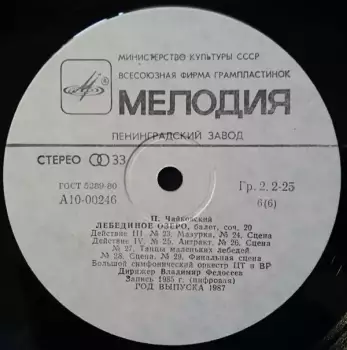 МИНИСТЕРСТВО КУЛЬТУРЫ СССР
ВСЕСОЮЗНАЯ ФИРМА ГРАМПЛАСТИНОК
МЕЛОДИЯ
ЛЕНИНГРАДСКИЙ ЗАВОД
СТЕРЕО 33
ГОСТ 5289-80
Гр. 2. 2-25
А10-00246
6(6)
П. Чайковский
ЛЕБЕДИНОЕ ОЗЕРО, балет, соч. 20
Действие III № 23. Мазурка, № 24. Сцена
Действие IV. № 25. Антракт, № 26. Сцена
№ 27. Танцы маленьких лебедей
№ 28. Сцена, № 29. Финальная сцена
Большой симфонический оркестр ЦТ и ВР
Дирижер Владимир Федосеев
Запись 1985 г. (цифровая)
ГОД ВЫПУСКА 1987